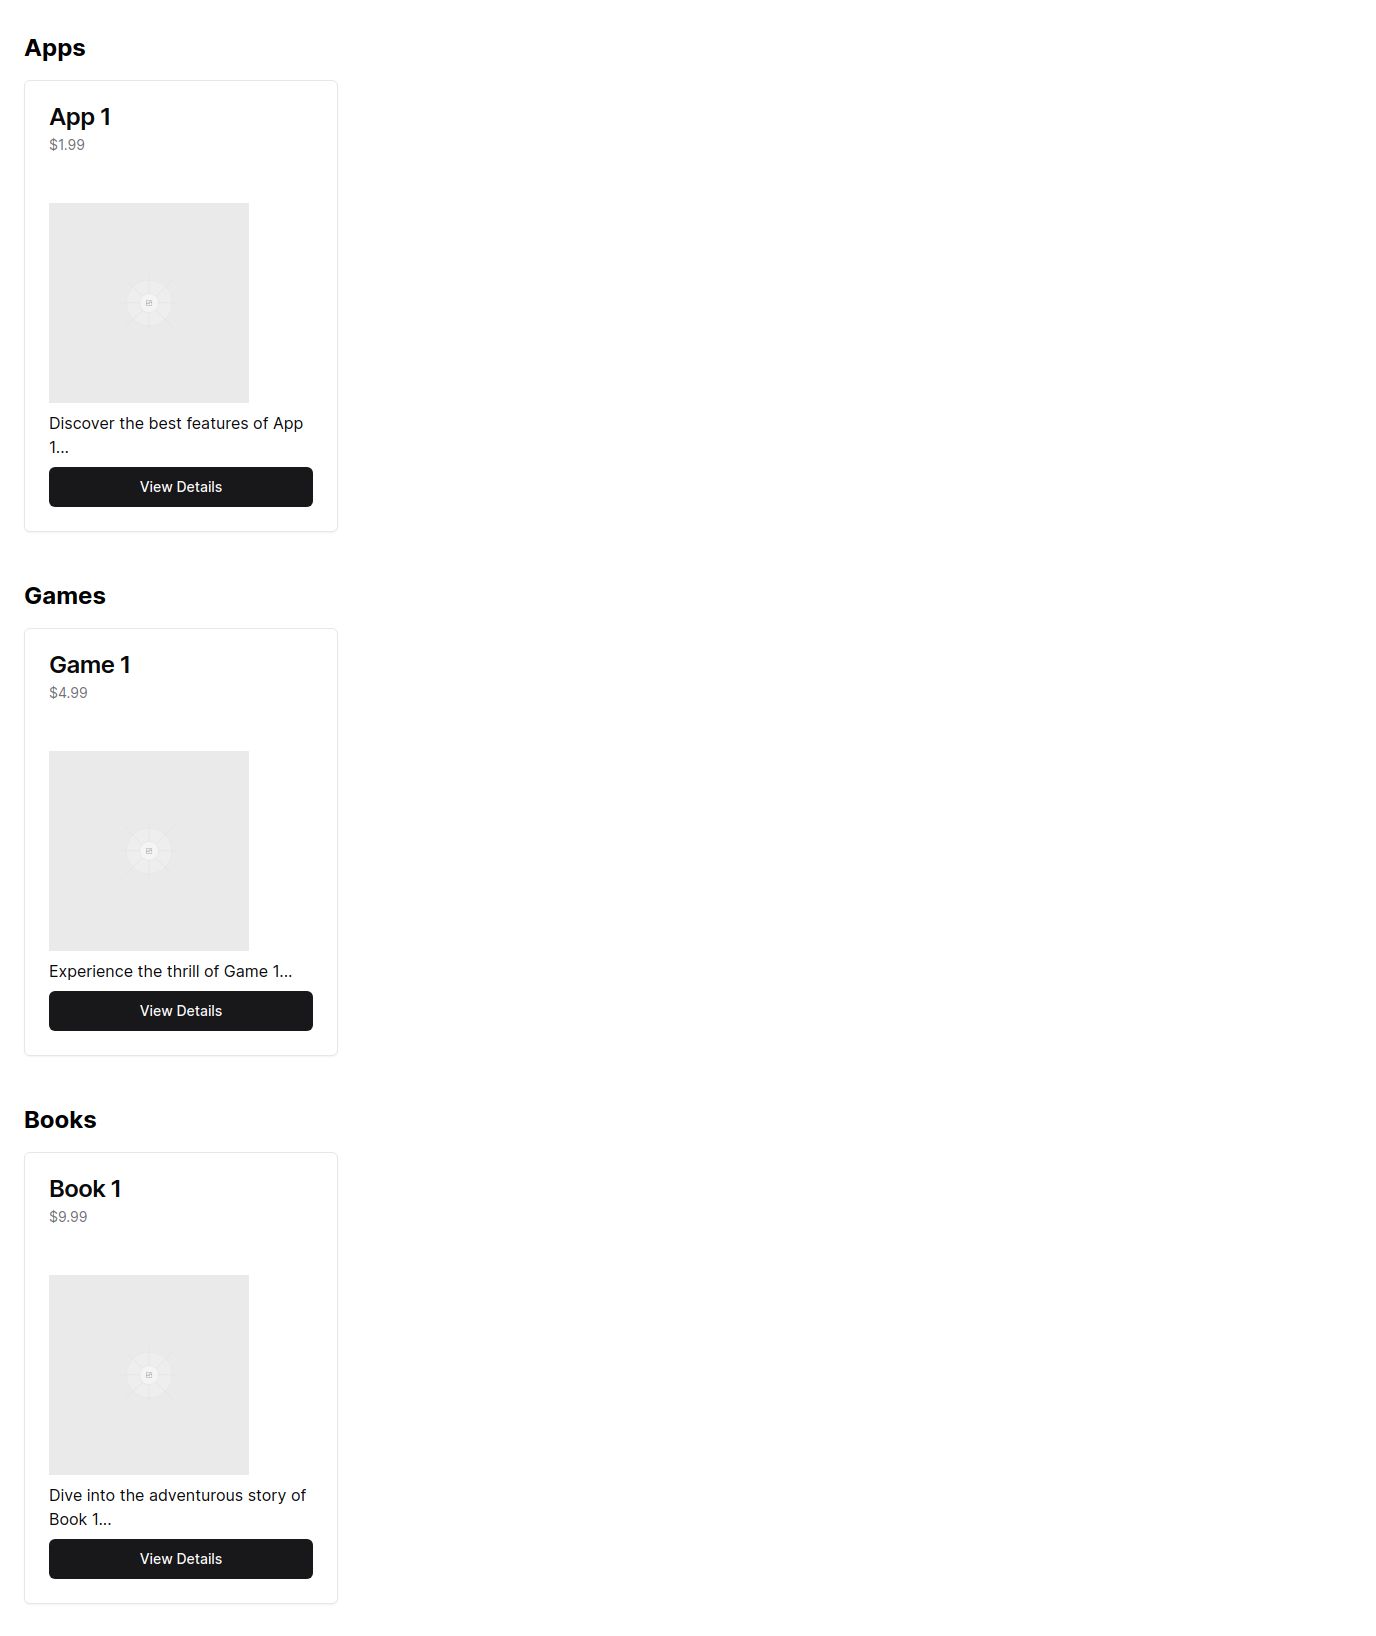 Apps
App 1
$1.99
Discover the best features of App
1...
View Details
Games
Game 1
$4.99
Experience the thrill of Game 1...
View Details
Books
Book 1
$9.99
Dive into the adventurous story of
Book 1...
View Details